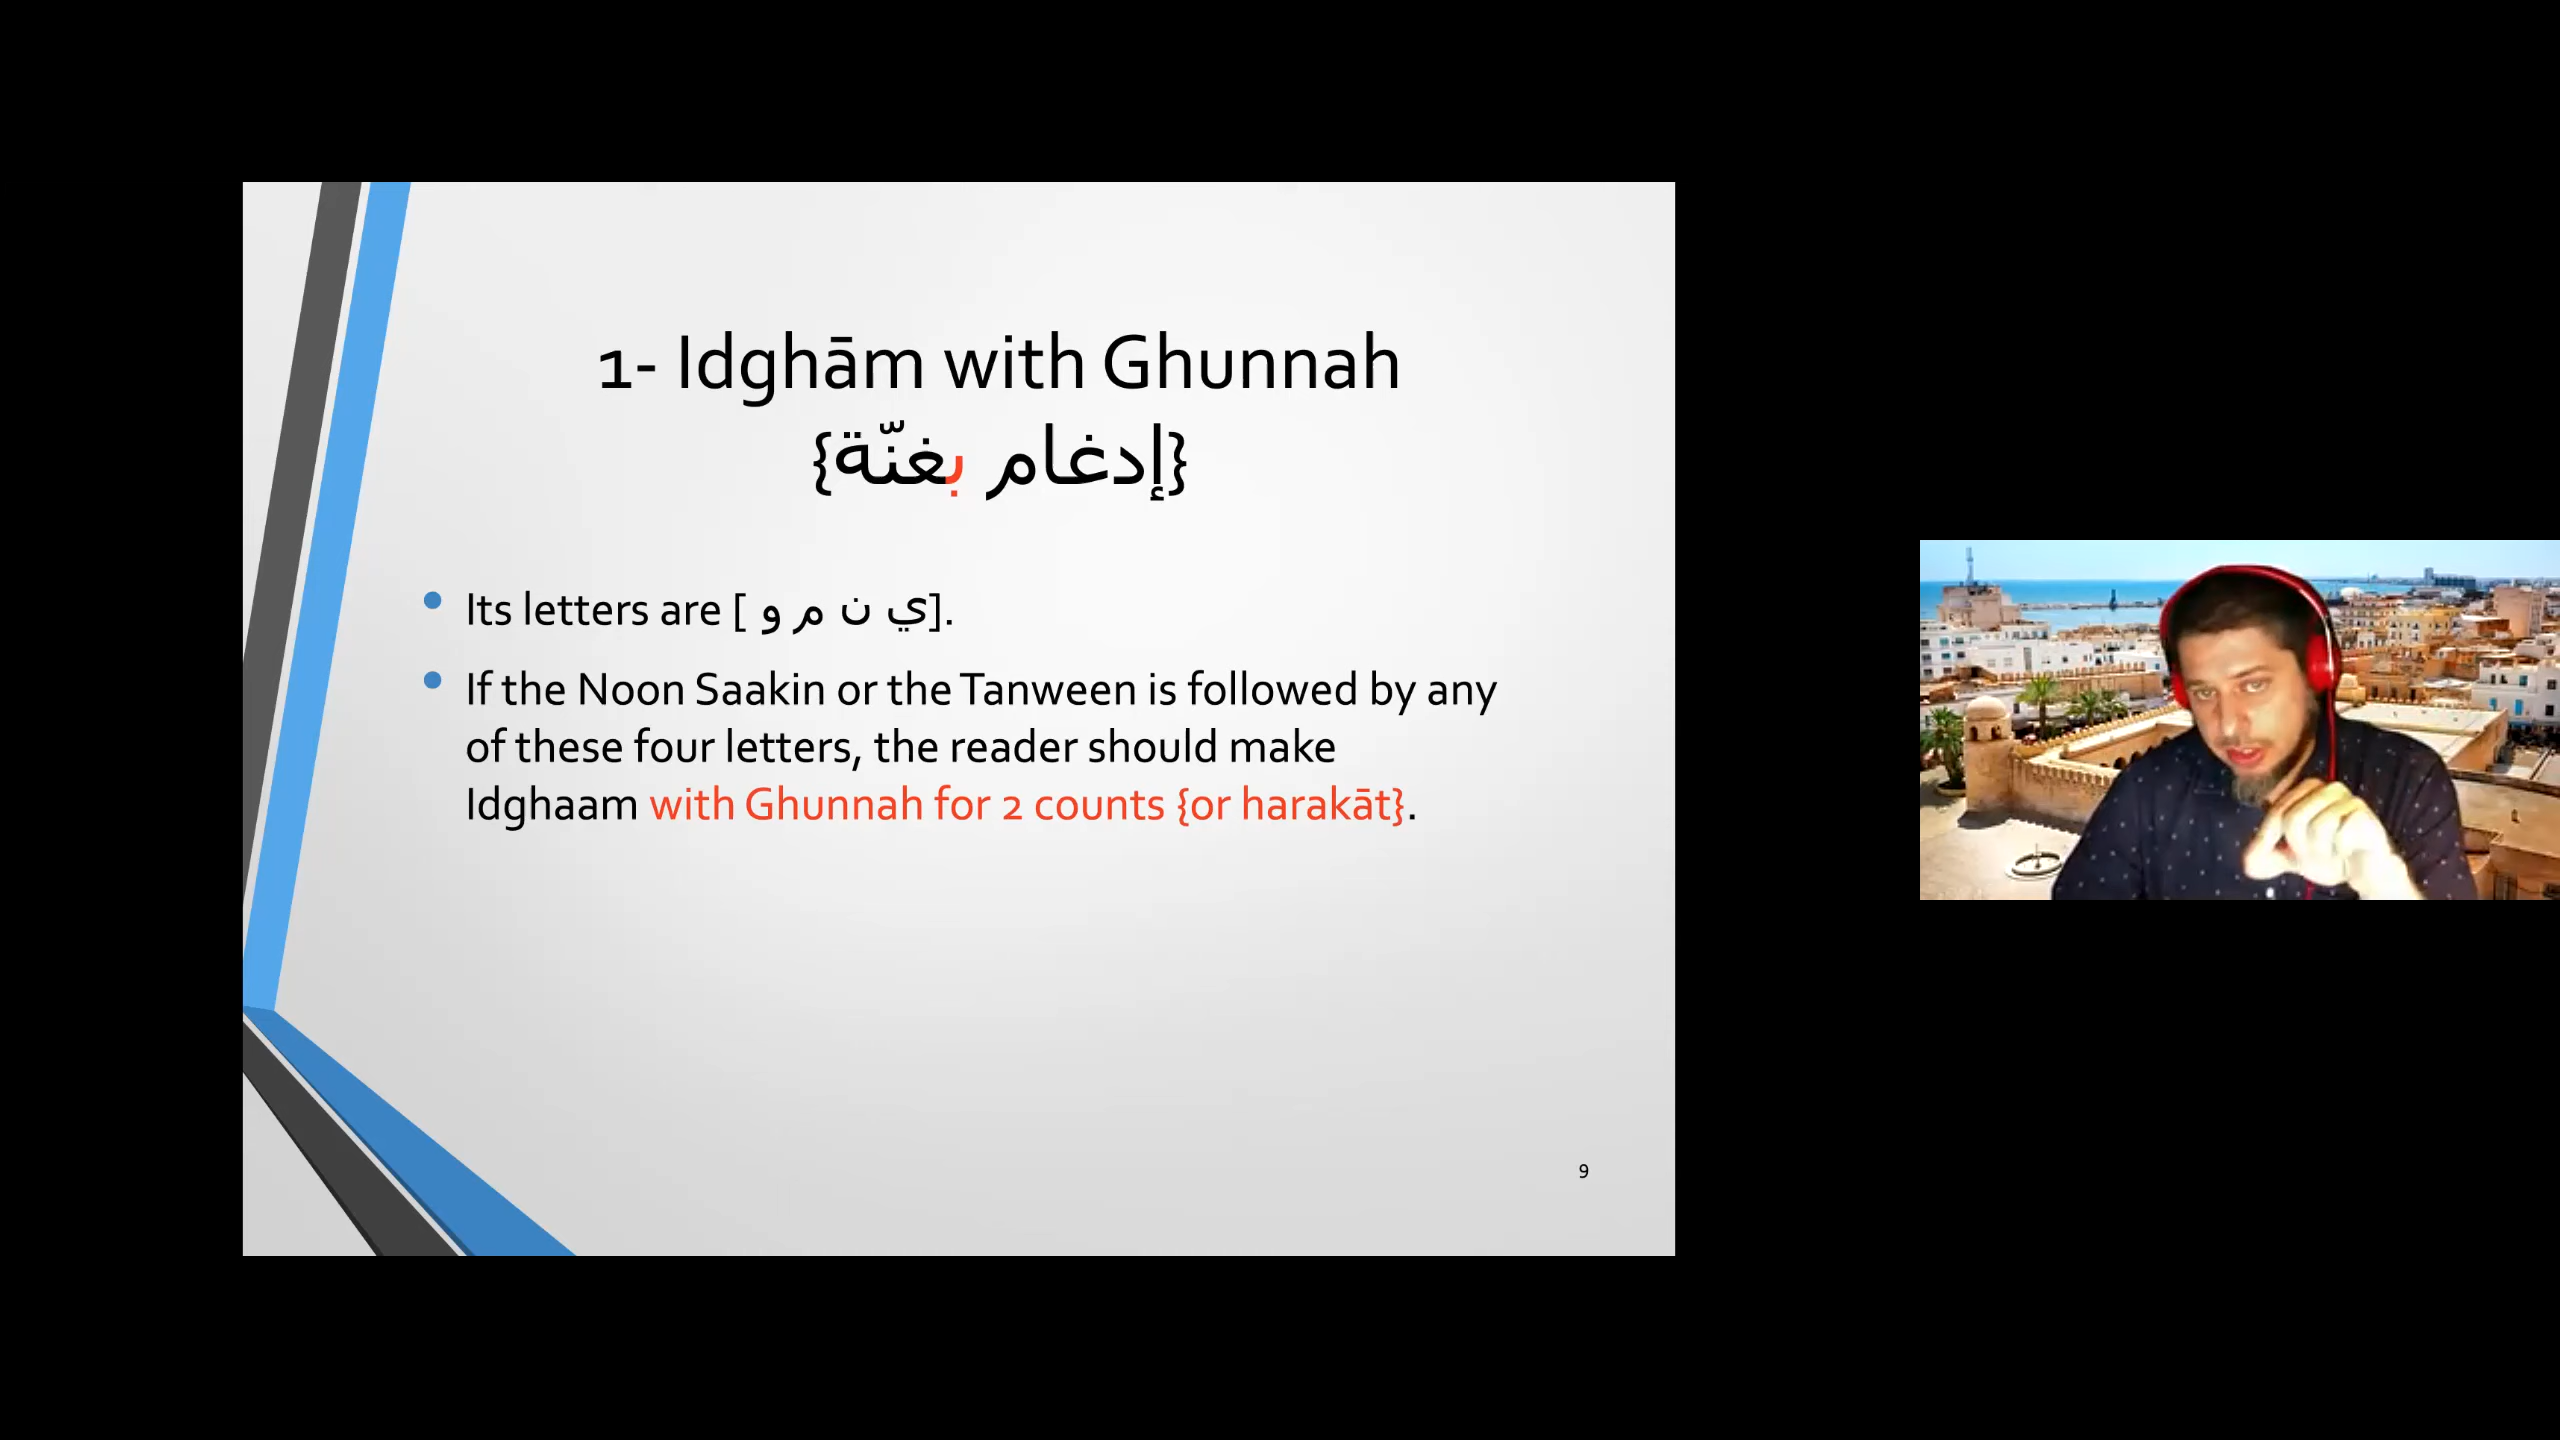 1- Idghām with Ghunnah
{إدغام بغنّة}
Its letters are [ ي ن م و].
If the Noon Saakin or the Tanween is followed by any
of these four letters, the reader should make
Idghaam with Ghunnah for 2 counts {or harakāt}.
9